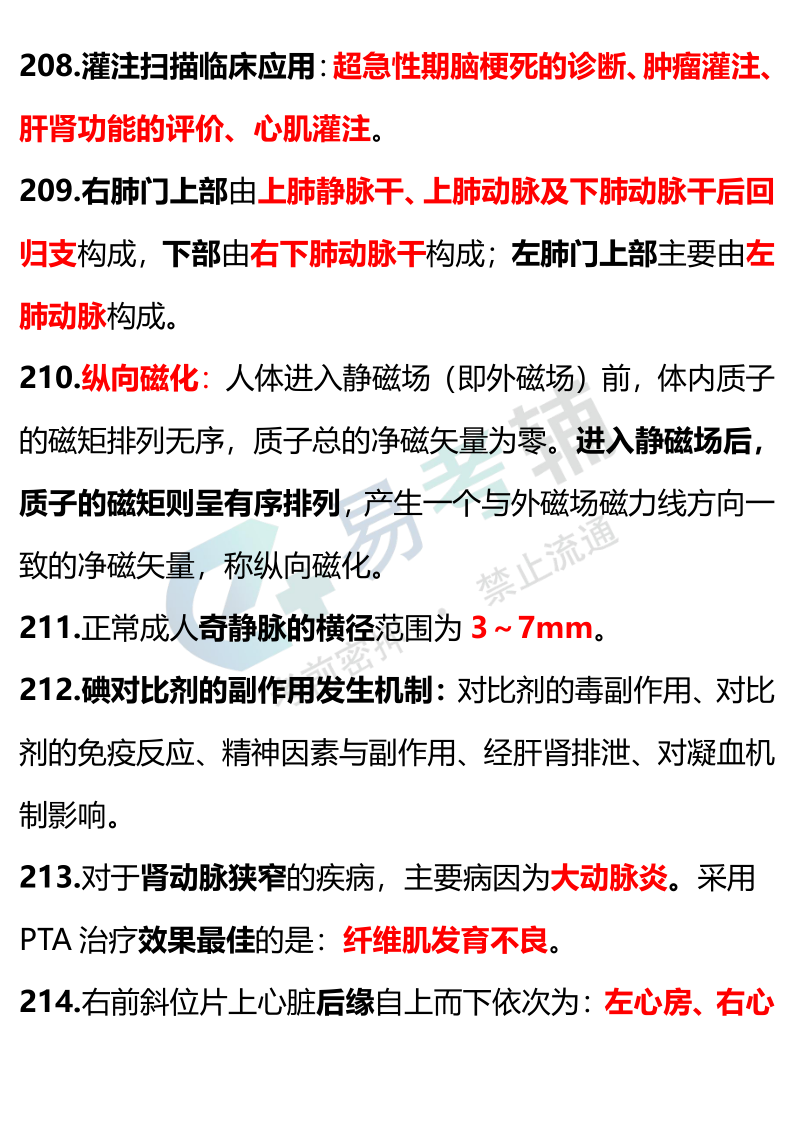 208.灌注扫描临床应用：超急性期脑梗死的诊断、肿瘤灌注、
肝肾功能的评价、心肌灌注。
209.右肺门上部由上肺静脉干、上肺动脉及下肺动脉干后回
归支构成，下部由右下肺动脉干构成；左肺门上部主要由左
肺动脉构成。
210.纵向磁化：人体进入静磁场（即外磁场）前，体内质子
的磁矩排列无序，质子总的净磁矢量为零。进入静磁场后，
质子的磁矩则呈有序排列，产生一个与外磁场磁力线方向一
致的净磁矢量，称纵向磁化。
211.正常成人奇静脉的横径范围为 3～7mm。
212.碘对比剂的副作用发生机制：对比剂的毒副作用、对比
剂的免疫反应、精神因素与副作用、经肝肾排泄、对凝血机
制影响。
213.对于肾动脉狭窄的疾病，主要病因为大动脉炎。采用
PTA 治疗效果最佳的是：纤维肌发育不良。
214.右前斜位片上心脏后缘自上而下依次为：左心房、右心
易考辅
考前密押 · 禁止流通